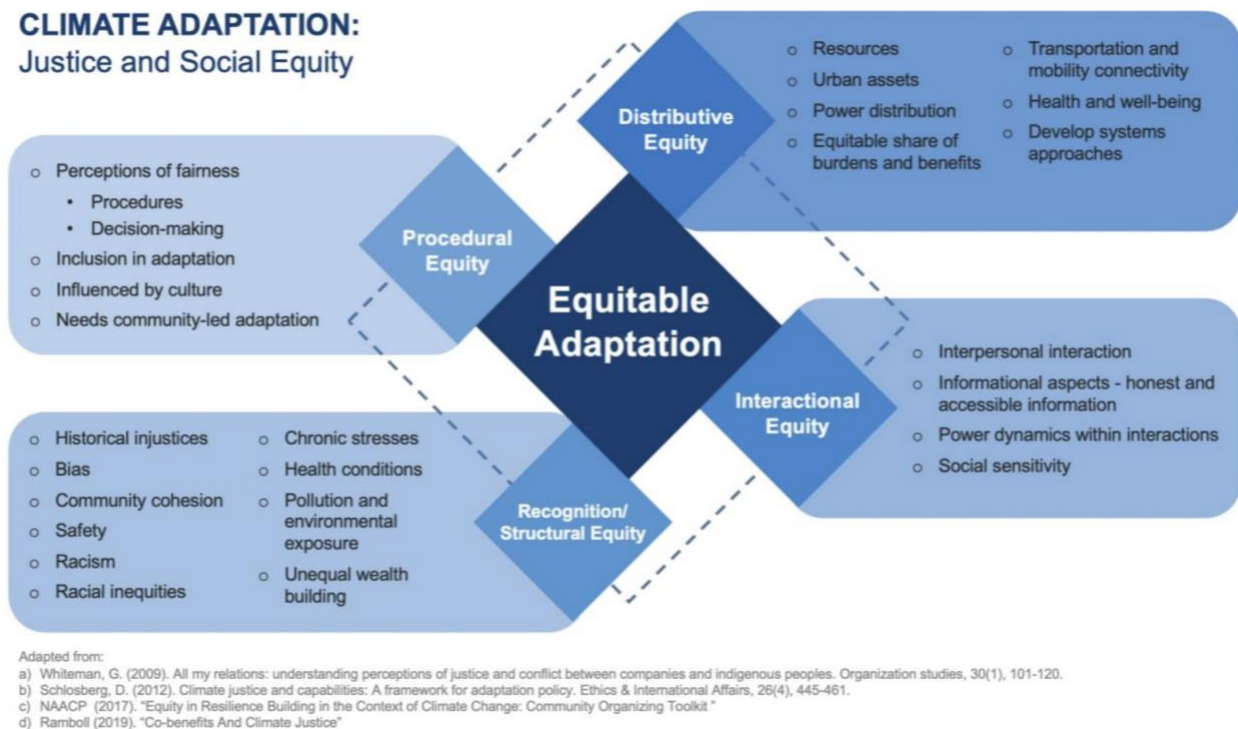 CLIMATE ADAPTATION:
Justice and Social Equity
Distributive
Equity
○ Resources
○ Urban assets
○ Power distribution
○ Equitable share of
burdens and benefits
○ Transportation and
mobility connectivity
○ Health and well-being
○ Develop systems
approaches
○ Perceptions of fairness
• Procedures
• Decision-making
○ Inclusion in adaptation
○ Influenced by culture
○ Needs community-led adaptation
Procedural
Equity
Equitable
Adaptation
Interactional
Equity
○ Interpersonal interaction
○ Informational aspects - honest and
accessible information
○ Power dynamics within interactions
○ Social sensitivity
○ Historical injustices
○ Bias
○ Community cohesion
○ Safety
○ Racism
○ Racial inequities
○ Chronic stresses
○ Health conditions
○ Pollution and
environmental
exposure
○ Unequal wealth
building
Recognition/
Structural Equity
Adapted from:
a) Whiteman, G. (2009). All my relations: understanding perceptions of justice and conflict between companies and indigenous peoples. Organization studies, 30(1), 101-120.
b) Schlosberg, D. (2012). Climate justice and capabilities: A framework for adaptation policy. Ethics & International Affairs, 26(4), 445-461.
c) NAACP (2017). "Equity in Resilience Building in the Context of Climate Change: Community Organizing Toolkit "
d) Ramboll (2019). "Co-benefits And Climate Justice"